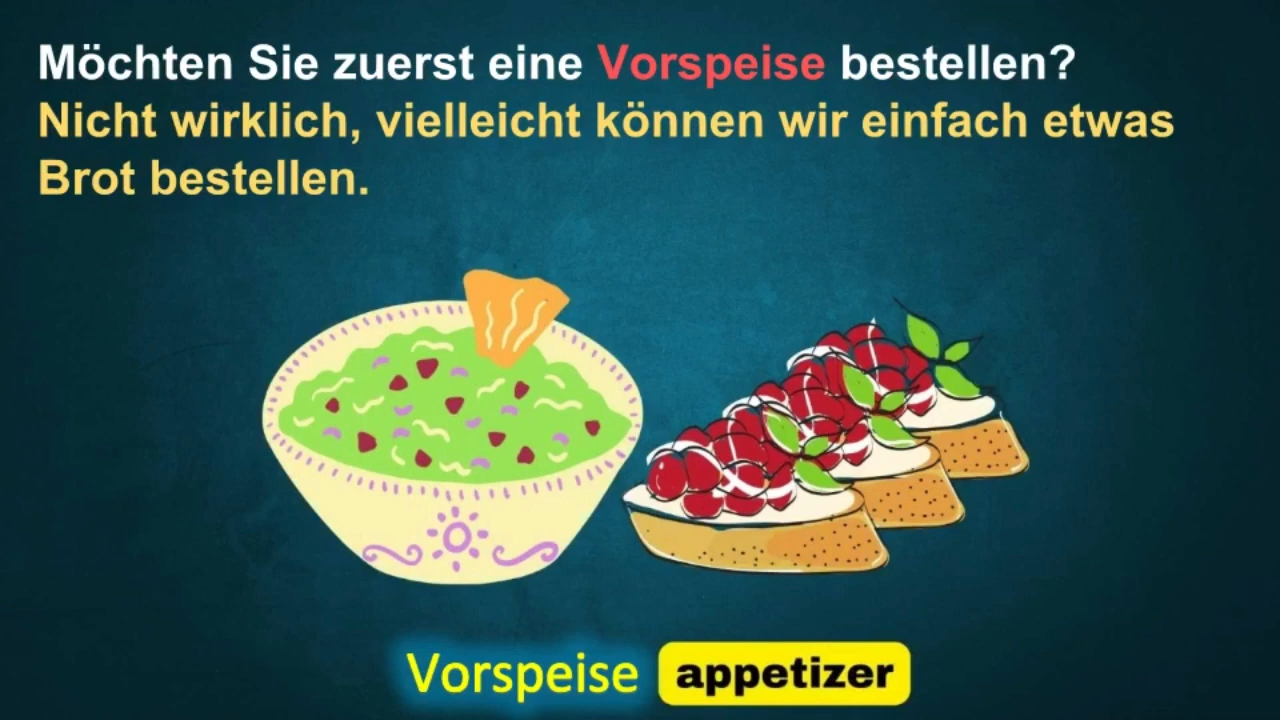 Möchten Sie zuerst eine Vorspeise bestellen?
Nicht wirklich, vielleicht können wir einfach etwas
Brot bestellen.
Vorspeise appetizer